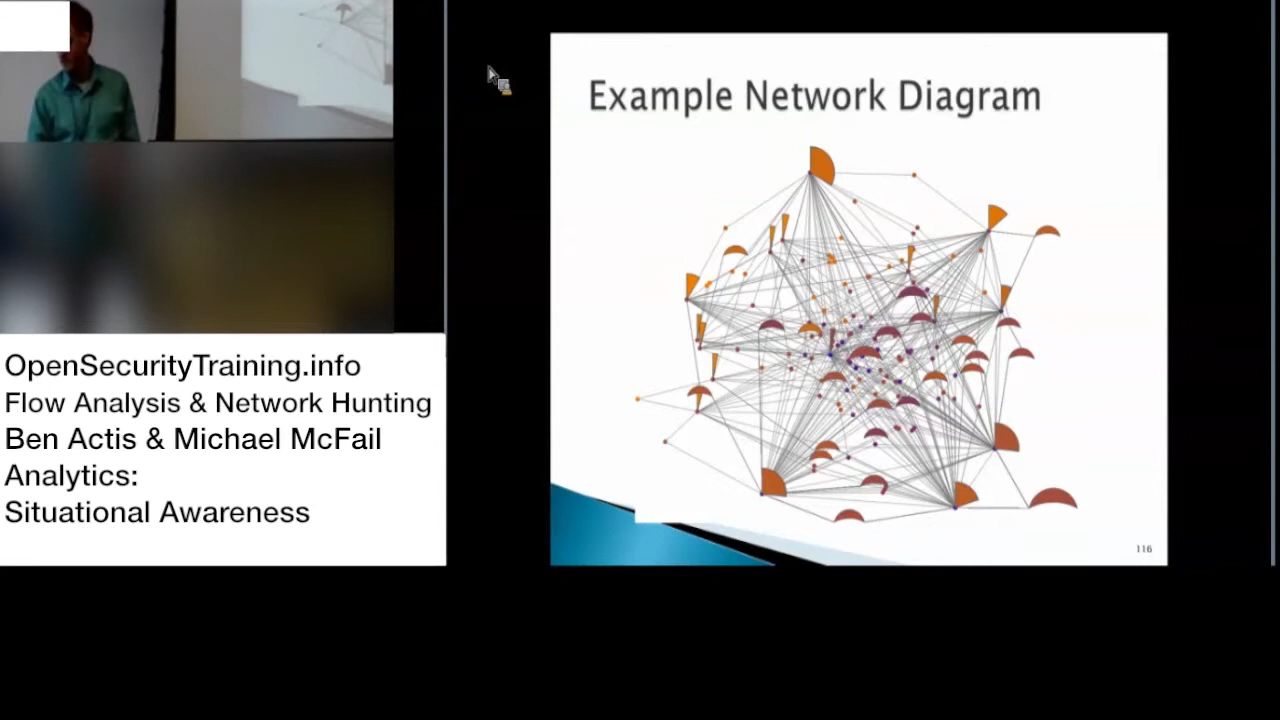 Example Network Diagram
OpenSecurityTraining.info
Flow Analysis & Network Hunting
Ben Actis & Michael McFail
Analytics:
Situational Awareness
116